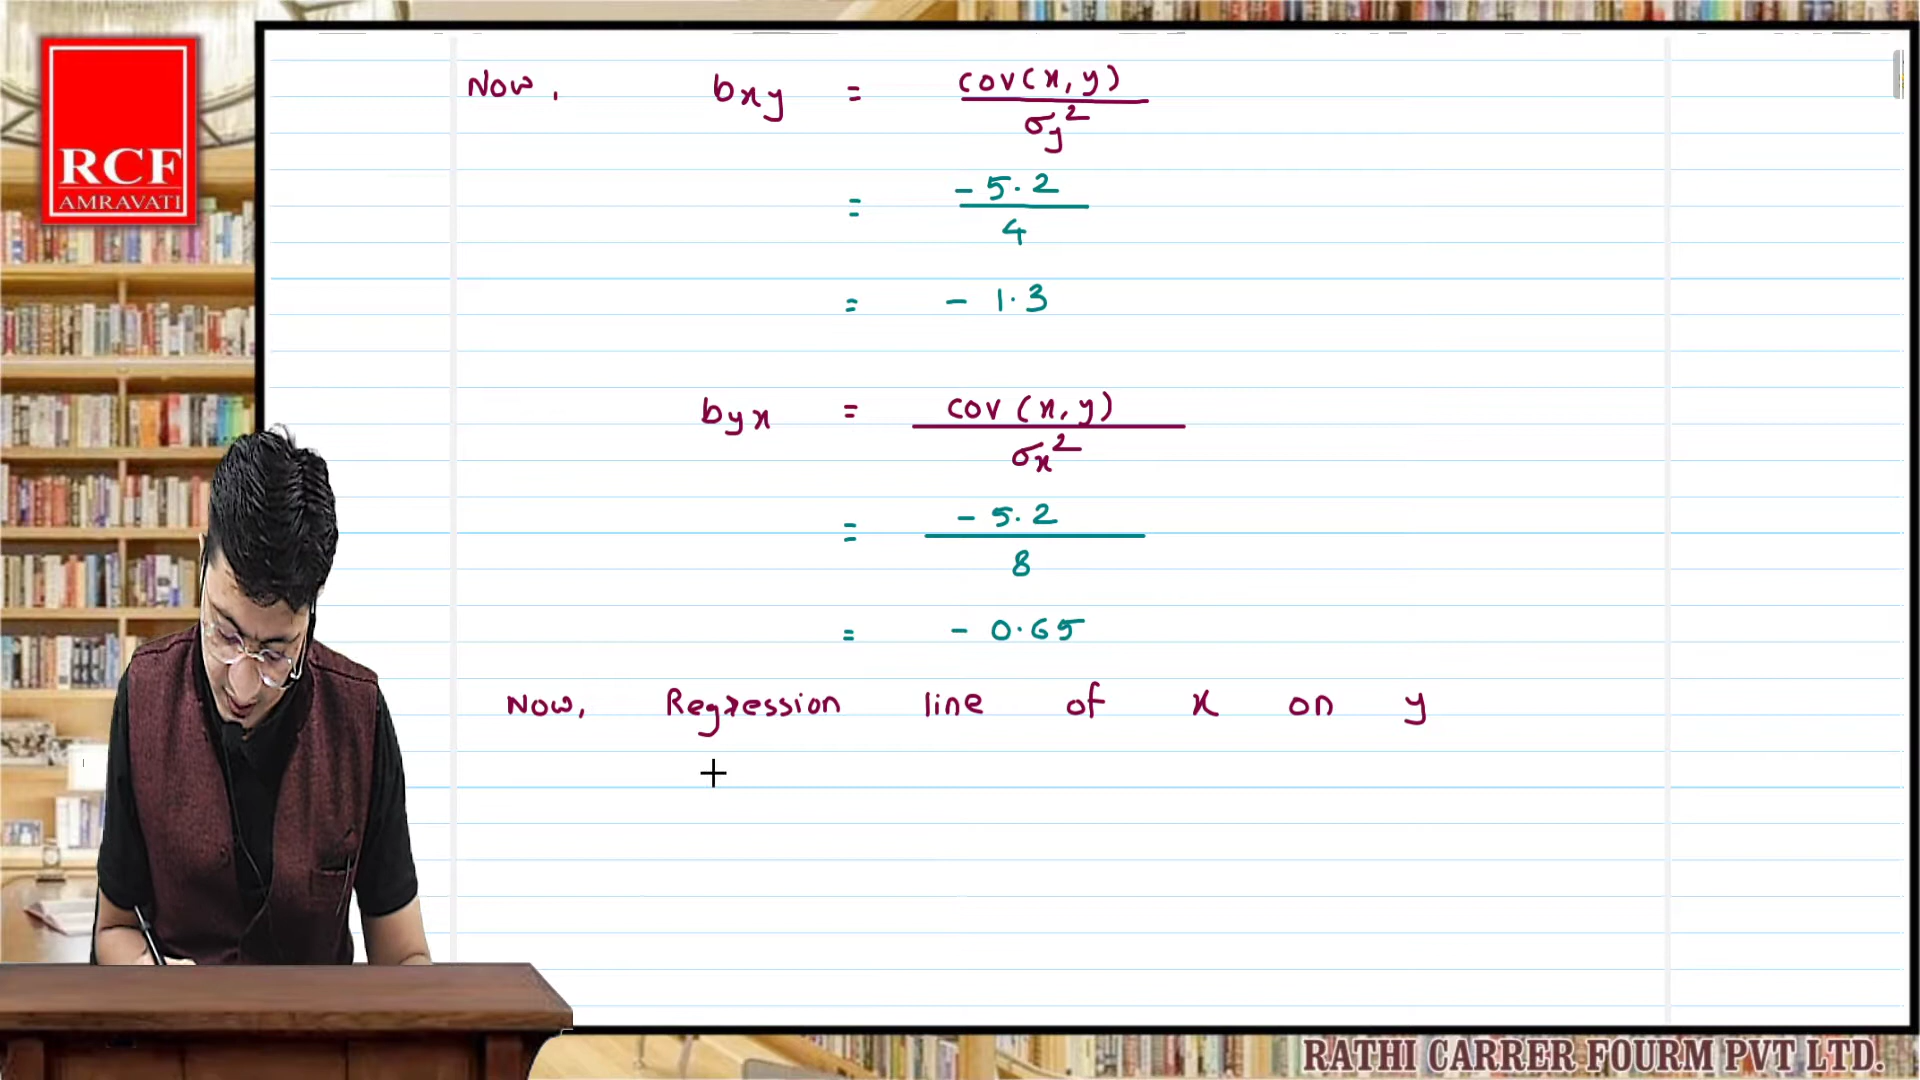 RCF
AMRAVATI
Now, bxy = cov(x, y)
σy²
= -5.2
4
= -1.3
byx = cov (x, y)
σx²
= -5.2
8
= -0.65
Now, Regression line of x on y
RATHI CARRER FOURM PVT LTD.